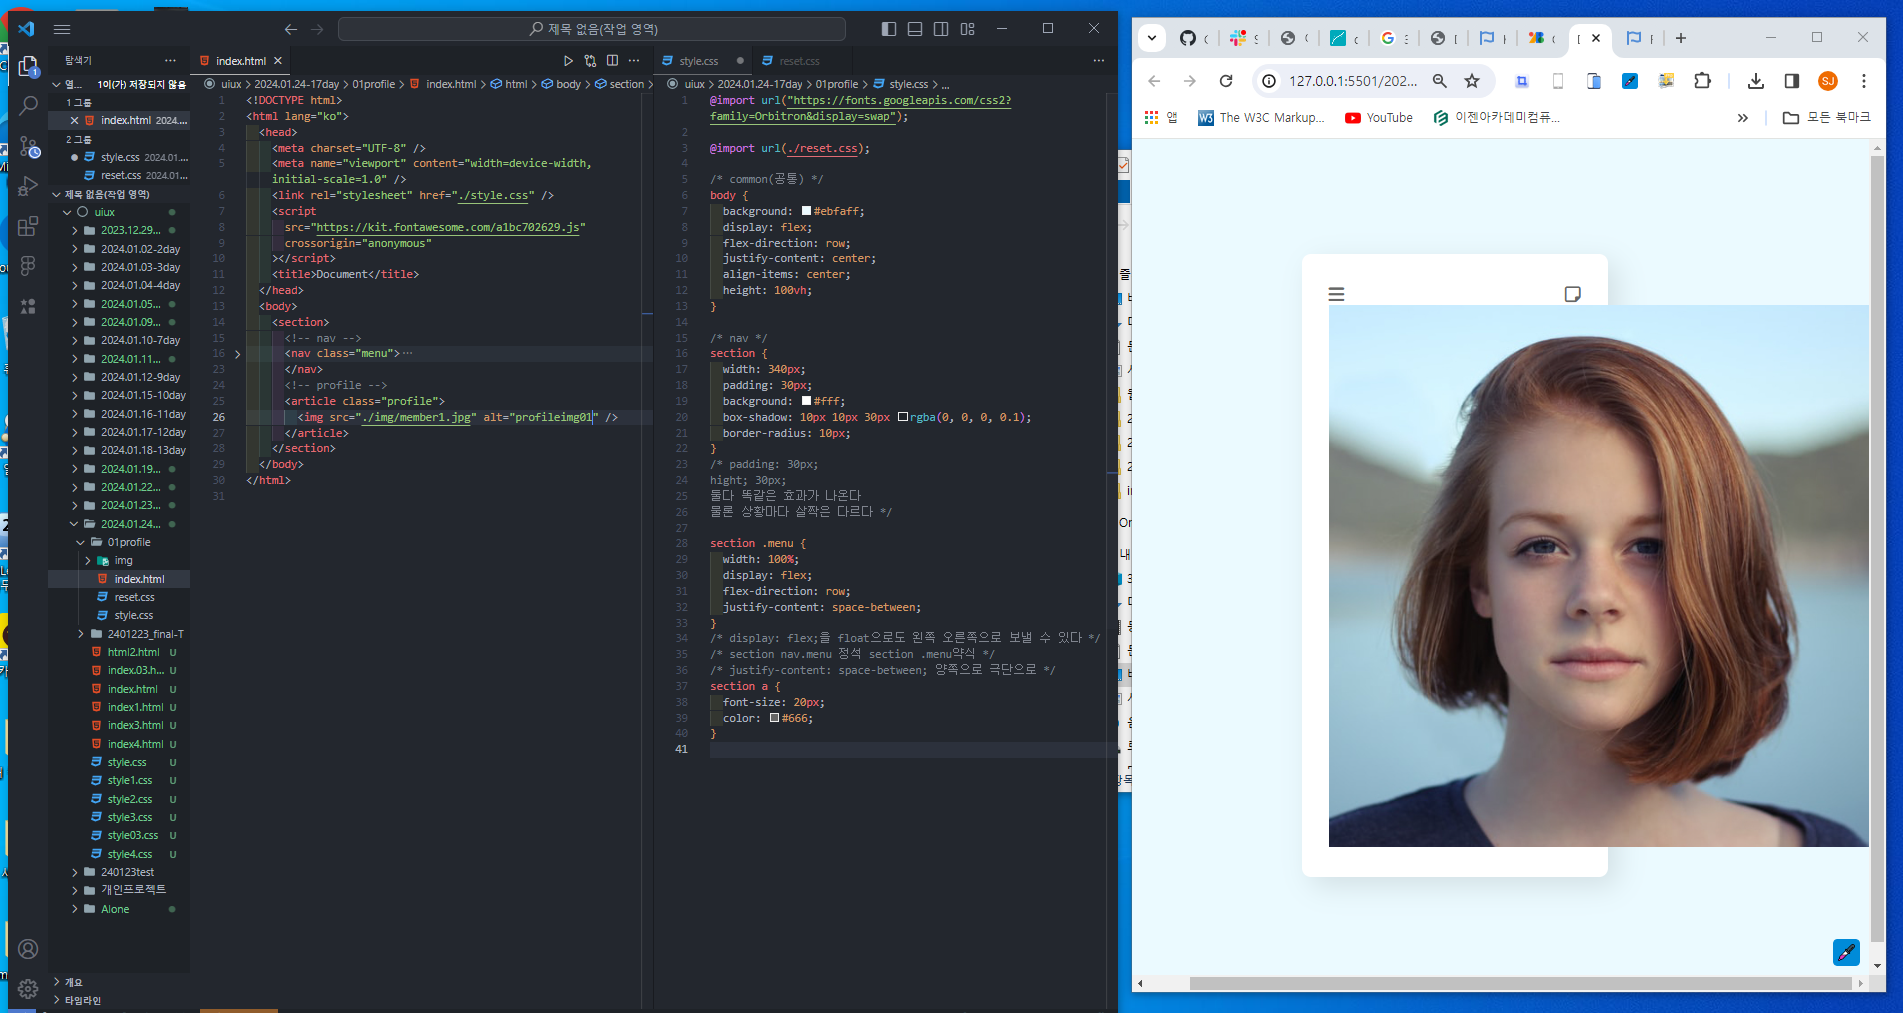 제목 없음(작업 영역)
탐색기
index.html
style.css
reset.css
열... 1이(가) 저장되지 않음
1 그룹
index.html 2024....
2 그룹
style.css 2024.01....
reset.css 2024.01...
제목 없음(작업 영역)
uiux
2023.12.29...
2024.01.02-2day
2024.01.03-3day
2024.01.04-4day
2024.01.05...
2024.01.09...
2024.01.10-7day
2024.01.11...
2024.01.12-9day
2024.01.15-10day
2024.01.16-11day
2024.01.17-12day
2024.01.18-13day
2024.01.19...
2024.01.22...
2024.01.23...
2024.01.24...
01profile
img
index.html
reset.css
style.css
2401223_final-T
html2.html U
index.03.h... U
index.html U
index1.html U
index3.html U
index4.html U
style.css U
style1.css U
style2.css U
style3.css U
style03.css U
style4.css U
240123test
개인프로젝트
Alone
개요
타임라인
uiux > 2024.01.24-17day > 01profile > index.html > html > body > section >
1 <!DOCTYPE html>
2 <html lang="ko">
3 <head>
4 <meta charset="UTF-8" />
5 <meta name="viewport" content="width=device-width,
initial-scale=1.0" />
6 <link rel="stylesheet" href="./style.css" />
7 <script
8 src="https://kit.fontawesome.com/a1bc702629.js"
9 crossorigin="anonymous"
10 ></script>
11 <title>Document</title>
12 </head>
13 <body>
14 <section>
15 <!-- nav -->
16 <nav class="menu">...
23 </nav>
24 <!-- profile -->
25 <article class="profile">
26 <img src="./img/member1.jpg" alt="profileimg01" />
27 </article>
28 </section>
29 </body>
30 </html>
31
uiux > 2024.01.24-17day > 01profile > style.css > ...
1 @import url("https://fonts.googleapis.com/css2?
family=Orbitron&display=swap");
2
3 @import url(./reset.css);
4
5 /* common(공통) */
6 body {
7 background: #ebfaff;
8 display: flex;
9 flex-direction: row;
10 justify-content: center;
11 align-items: center;
12 height: 100vh;
13 }
14
15 /* nav */
16 section {
17 width: 340px;
18 padding: 30px;
19 background: #fff;
20 box-shadow: 10px 10px 30px rgba(0, 0, 0, 0.1);
21 border-radius: 10px;
22 }
23 /* padding: 30px;
24 hight; 30px;
25 둘다 똑같은 효과가 나온다
26 물론 상황마다 살짝은 다르다 */
27
28 section .menu {
29 width: 100%;
30 display: flex;
31 flex-direction: row;
32 justify-content: space-between;
33 }
34 /* display: flex;을 float으로도 왼쪽 오른쪽으로 보낼 수 있다 */
35 /* section nav.menu 정석 section .menu약식 */
36 /* justify-content: space-between; 양쪽으로 극단으로 */
37 section a {
38 font-size: 20px;
39 color: #666;
40 }
41
127.0.0.1:5501/202...
SJ
앱
W3 The W3C Markup...
YouTube
이젠아카데미컴퓨...
모든 북마크